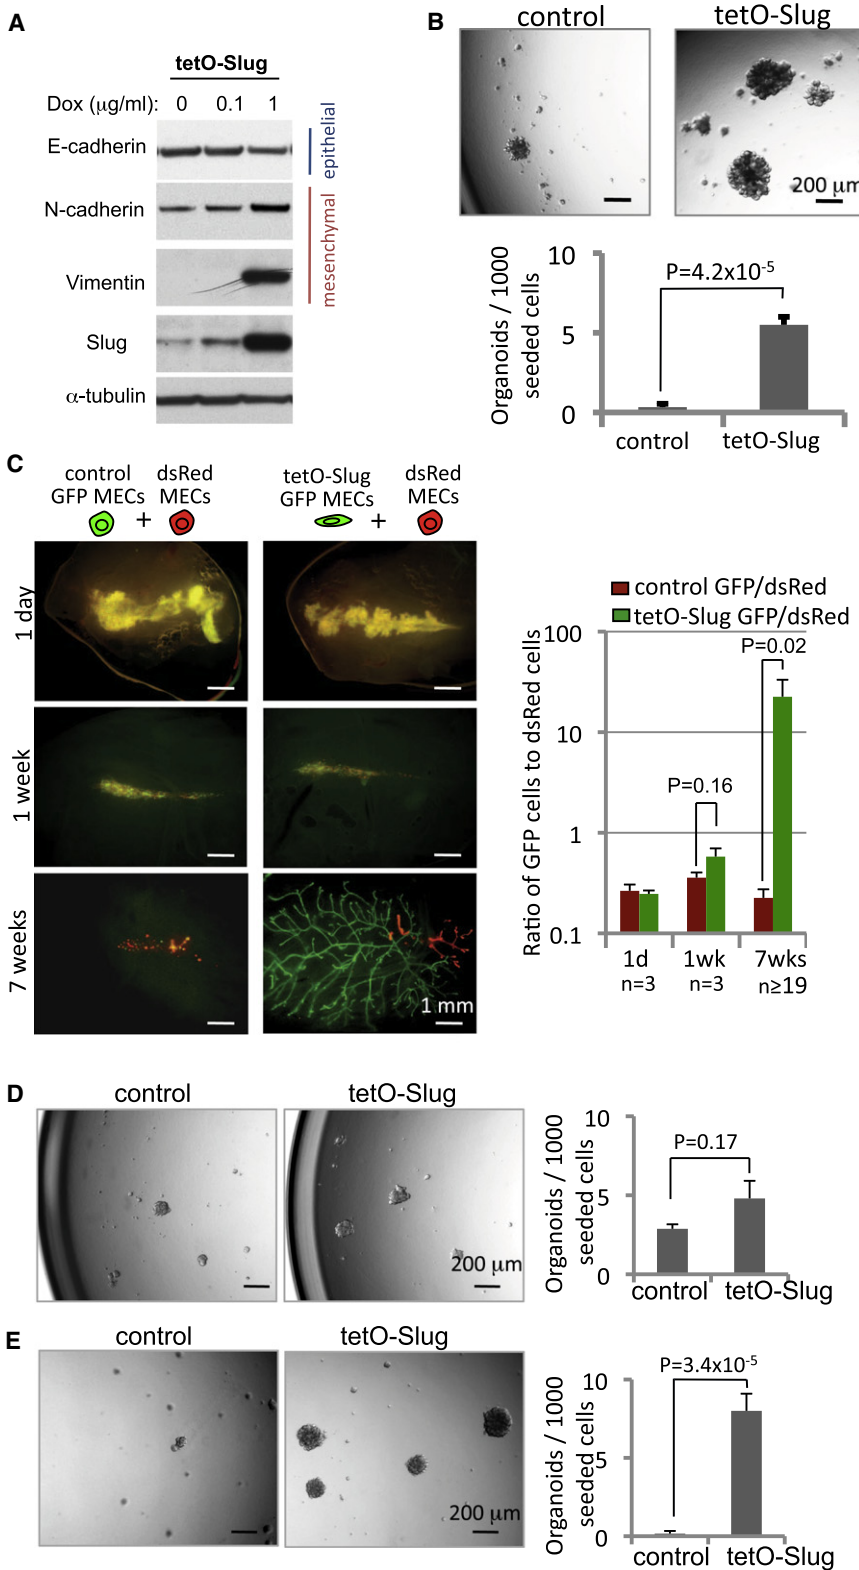 A
tetO-Slug
Dox (μg/ml): 0 0.1 1
E-cadherin
N-cadherin
Vimentin
Slug
α-tubulin
epithelial
mesenchymal
B
control
tetO-Slug
200 μm
Organoids / 1000
seeded cells
10
5
0
P=4.2x10-5
control
tetO-Slug
C
control
GFP MECs
+
dsRed
MECs
tetO-Slug
GFP MECs
+
dsRed
MECs
1 day
1 week
7 weeks
1 mm
control GFP/dsRed
tetO-Slug GFP/dsRed
Ratio of GFP cells to dsRed cells
100
10
1
0.1
P=0.16
P=0.02
1d
n=3
1wk
n=3
7wks
n≥19
D
control
tetO-Slug
200 μm
Organoids / 1000
seeded cells
10
5
0
P=0.17
control
tetO-Slug
E
control
tetO-Slug
200 μm
Organoids / 1000
seeded cells
10
5
0
P=3.4x10-5
control
tetO-Slug